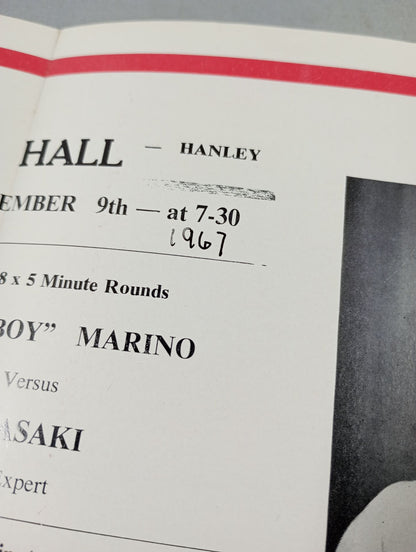 HALL — HANLEY
EMBER 9th — at 7-30
1967
8 x 5 Minute Rounds
BOY” MARINO
Versus
ASAKI
Expert